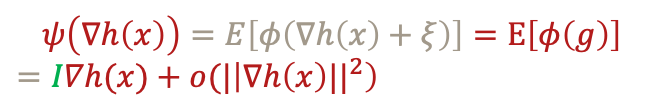 ψ(∇h(x)) = E[ϕ(∇h(x) + ξ)] = E[ϕ(g)]
= I∇h(x) + o(||∇h(x)||²)